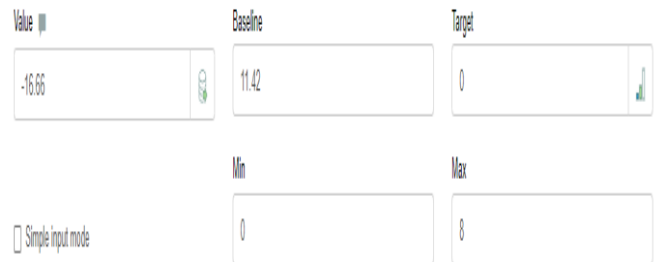 Value Baseline Target
-16.66 11.42 0
Min Max
Simple input mode 0 8